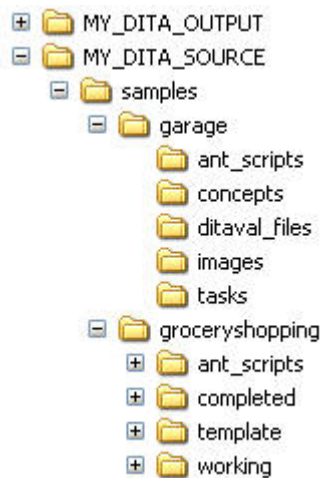 MY_DITA_OUTPUT
MY_DITA_SOURCE
samples
garage
ant_scripts
concepts
ditaval_files
images
tasks
groceryshopping
ant_scripts
completed
template
working